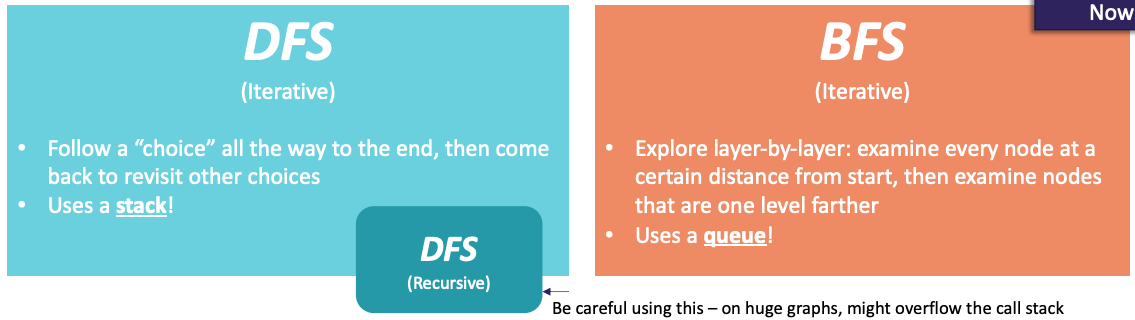 DFS
(Iterative)
• Follow a “choice” all the way to the end, then come
back to revisit other choices
• Uses a stack!
DFS
(Recursive)
Now
BFS
(Iterative)
• Explore layer-by-layer: examine every node at a
certain distance from start, then examine nodes
that are one level farther
• Uses a queue!
Be careful using this – on huge graphs, might overflow the call stack